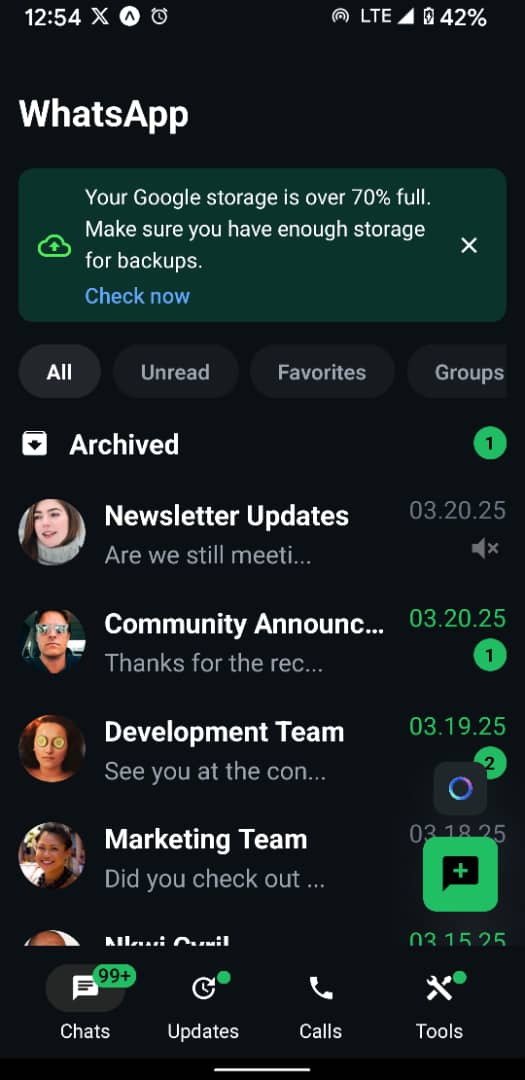 12:54 LTE 42%
WhatsApp
Your Google storage is over 70% full.
Make sure you have enough storage
for backups.
Check now
All Unread Favorites Groups
Archived 1
Newsletter Updates 03.20.25
Are we still meeti...
Community Announc... 03.20.25
Thanks for the rec... 1
Development Team 03.19.25
See you at the con... 2
Marketing Team 03.18.25
Did you check out ...
Nkwi Cyril 03.15.25
99+
Chats Updates Calls Tools